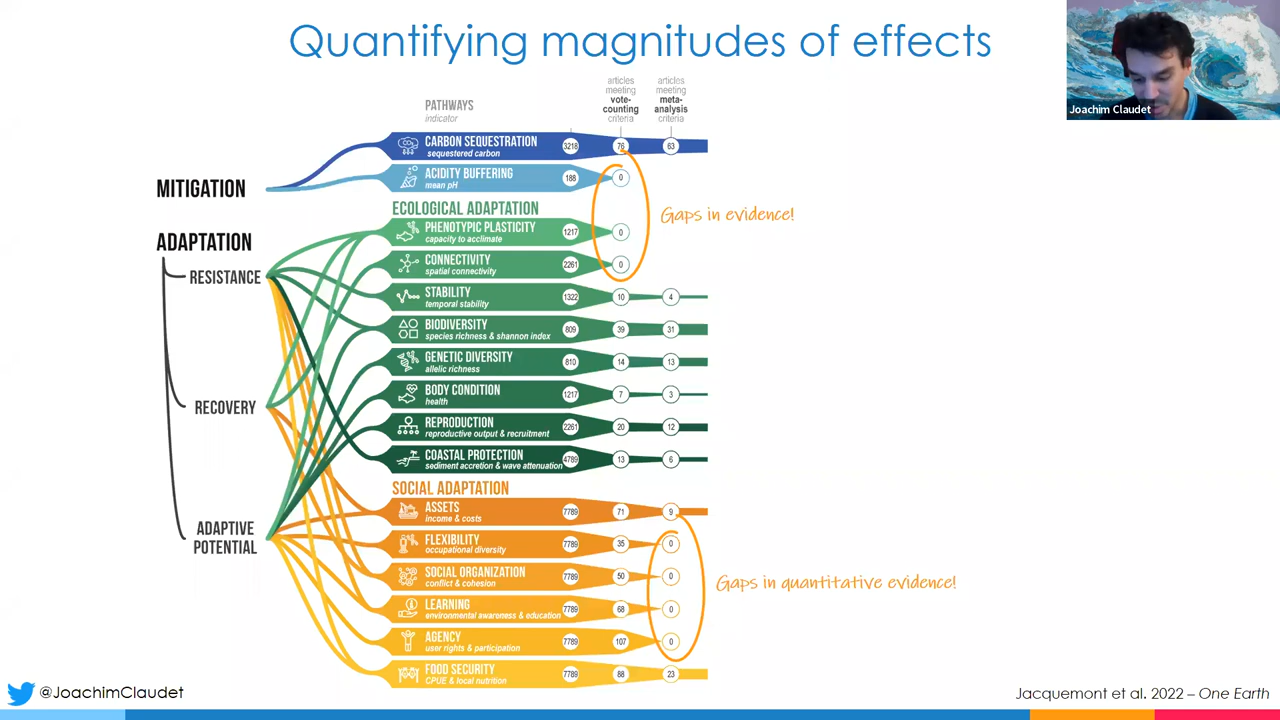 Quantifying magnitudes of effects
Joachim Claudet
PATHWAYS
indicator
articles
meeting
vote-
counting
criteria
articles
meeting
meta-
analysis
criteria
MITIGATION
CARBON SEQUESTRATION
sequestered carbon
3218 76 63
ACIDITY BUFFERING
mean pH
188 0
Gaps in evidence!
ADAPTATION
RESISTANCE
RECOVERY
ADAPTIVE
POTENTIAL
ECOLOGICAL ADAPTATION
PHENOTYPIC PLASTICITY
capacity to acclimate
1217 0
CONNECTIVITY
spatial connectivity
2261 0
STABILITY
temporal stability
1322 10 4
BIODIVERSITY
species richness & shannon index
809 39 31
GENETIC DIVERSITY
allelic richness
810 14 13
BODY CONDITION
health
1217 7 3
REPRODUCTION
reproductive output & recruitment
2261 20 12
COASTAL PROTECTION
sediment accretion & wave attenuation
4789 13 6
SOCIAL ADAPTATION
ASSETS
income & costs
7789 71 9
FLEXIBILITY
occupational diversity
7789 35 0
SOCIAL ORGANIZATION
conflict & cohesion
7789 50 0
Gaps in quantitative evidence!
LEARNING
environmental awareness & education
7789 68 0
AGENCY
user rights & participation
7789 107 0
FOOD SECURITY
CPUE & local nutrition
7789 88 23
@JoachimClaudet
Jacquemont et al. 2022 – One Earth